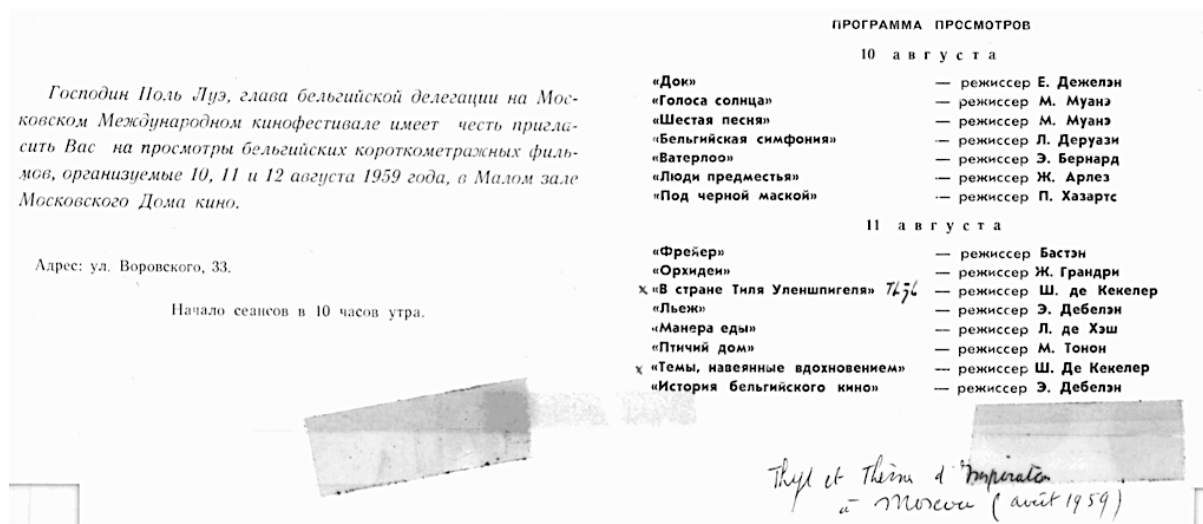 Господин Поль Луэ, глава бельгийской делегации на Мос-
ковском Международном кинофестивале имеет честь пригла-
сить Вас на просмотры бельгийских короткометражных филь-
мов, организуемые 10, 11 и 12 августа 1959 года, в Малом зале
Московского Дома кино.
Адрес: ул. Воровского, 33.
Начало сеансов в 10 часов утра.
ПРОГРАММА ПРОСМОТРОВ
10 августа
«Док» — режиссер Е. Дежелэн
«Голоса солнца» — режиссер М. Муанэ
«Шестая песня» — режиссер М. Муанэ
«Бельгийская симфония» — режиссер Л. Деруази
«Ватерлоо» — режиссер Э. Бернард
«Люди предместья» — режиссер Ж. Арлез
«Под черной маской» — режиссер П. Хазартс
11 августа
«Фрейер» — режиссер Бастэн
«Орхидеи» — режиссер Ж. Грандри
x «В стране Тиля Уленшпигеля» — режиссер Ш. де Кекелер
«Льеж» — режиссер Э. Дебелэн
«Манера еды» — режиссер Л. де Хэш
«Птичий дом» — режиссер М. Тонон
x «Темы, навеянные вдохновением» — режиссер Ш. Де Кекелер
«История бельгийского кино» — режиссер Э. Дебелэн
Thyl et Thème d'Inspiration
à Moscou (août 1959)